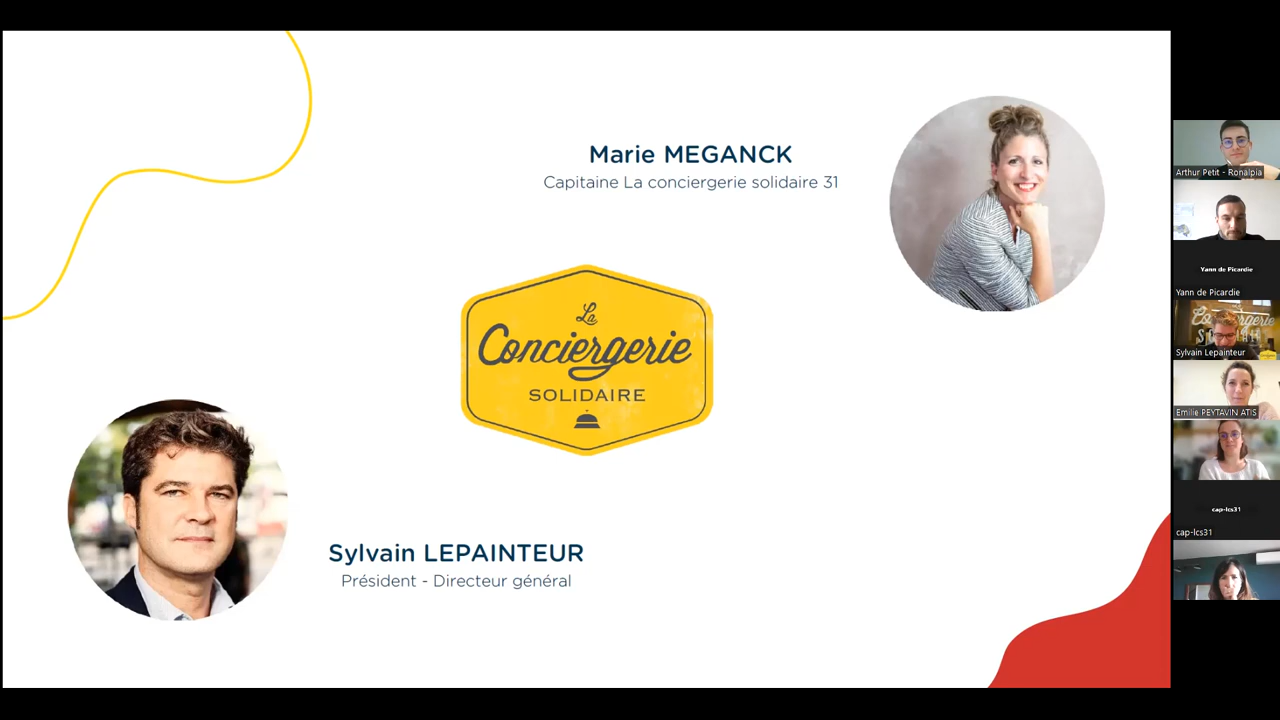 Marie MEGANCK
Capitaine La conciergerie solidaire 31
La
Conciergerie
SOLIDAIRE
Sylvain LEPAINTEUR
Président - Directeur général
Arthur Petit - Ronalpia
Yann de Picardie
Yann de Picardie
Sylvain Lepainteur
Emilie PEYTAVIN ATIS
cap-lcs31
cap-lcs31